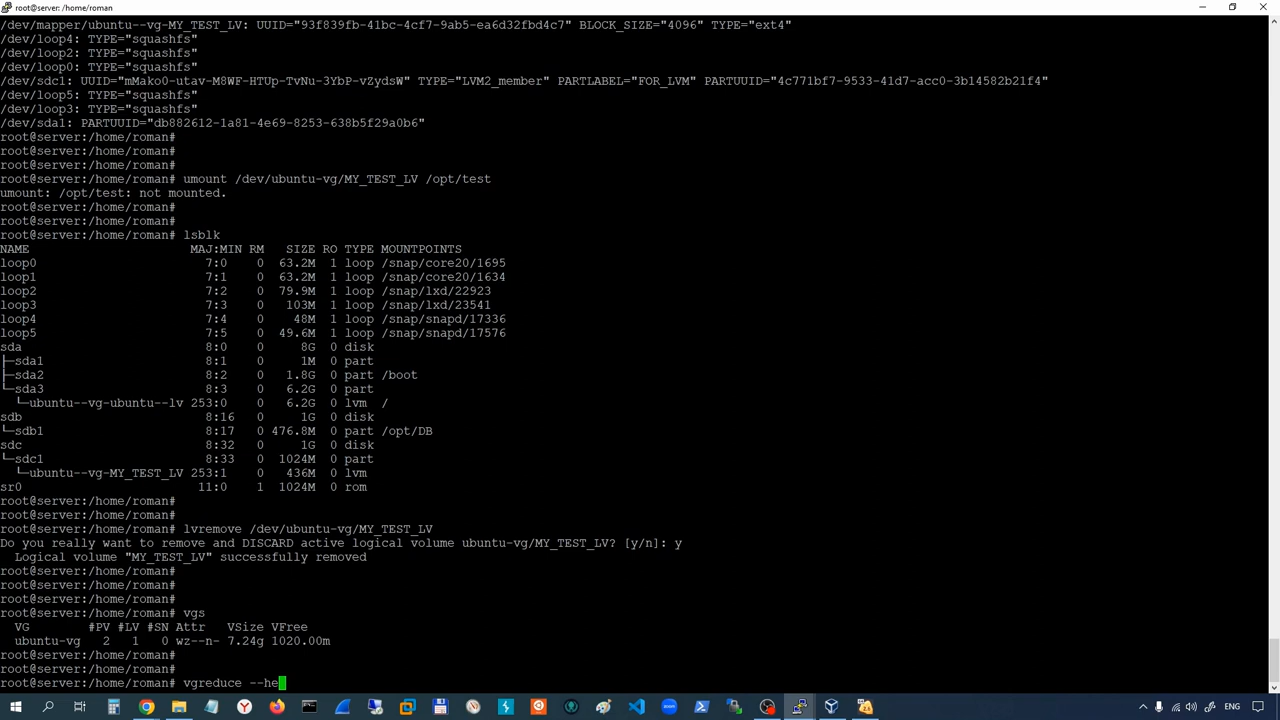 root@server: /home/roman
/dev/mapper/ubuntu--vg-MY_TEST_LV: UUID="93f839fb-41bc-4cf7-9ab5-ea6d32fbd4c7" BLOCK_SIZE="4096" TYPE="ext4"
/dev/loop4: TYPE="squashfs"
/dev/loop2: TYPE="squashfs"
/dev/loop0: TYPE="squashfs"
/dev/sdc1: UUID="mMako0-utav-M8WF-HTUp-TvNu-3YbP-vZydsW" TYPE="LVM2_member" PARTLABEL="FOR_LVM" PARTUUID="4c771bf7-9533-41d7-acc0-3b14582b21f4"
/dev/loop5: TYPE="squashfs"
/dev/loop3: TYPE="squashfs"
/dev/sda1: PARTUUID="db882612-1a81-4e69-8253-638b5f29a0b6"
root@server:/home/roman#
root@server:/home/roman#
root@server:/home/roman#
root@server:/home/roman# umount /dev/ubuntu-vg/MY_TEST_LV /opt/test
umount: /opt/test: not mounted.
root@server:/home/roman#
root@server:/home/roman#
root@server:/home/roman# lsblk
NAME MAJ:MIN RM SIZE RO TYPE MOUNTPOINTS
loop0 7:0 0 63.2M 1 loop /snap/core20/1695
loop1 7:1 0 63.2M 1 loop /snap/core20/1634
loop2 7:2 0 79.9M 1 loop /snap/lxd/22923
loop3 7:3 0 103M 1 loop /snap/lxd/23541
loop4 7:4 0 48M 1 loop /snap/snapd/17336
loop5 7:5 0 49.6M 1 loop /snap/snapd/17576
sda 8:0 0 8G 0 disk
├─sda1 8:1 0 1M 0 part
├─sda2 8:2 0 1.8G 0 part /boot
└─sda3 8:3 0 6.2G 0 part
└─ubuntu--vg-ubuntu--lv 253:0 0 6.2G 0 lvm /
sdb 8:16 0 1G 0 disk
└─sdb1 8:17 0 476.8M 0 part /opt/DB
sdc 8:32 0 1G 0 disk
└─sdc1 8:33 0 1024M 0 part
└─ubuntu--vg-MY_TEST_LV 253:1 0 436M 0 lvm
sr0 11:0 1 1024M 0 rom
root@server:/home/roman#
root@server:/home/roman#
root@server:/home/roman# lvremove /dev/ubuntu-vg/MY_TEST_LV
Do you really want to remove and DISCARD active logical volume ubuntu-vg/MY_TEST_LV? [y/n]: y
Logical volume "MY_TEST_LV" successfully removed
root@server:/home/roman#
root@server:/home/roman#
root@server:/home/roman#
root@server:/home/roman# vgs
VG #PV #LV #SN Attr VSize VFree
ubuntu-vg 2 1 0 wz--n- 7.24g 1020.00m
root@server:/home/roman#
root@server:/home/roman#
root@server:/home/roman# vgreduce --he
ENG